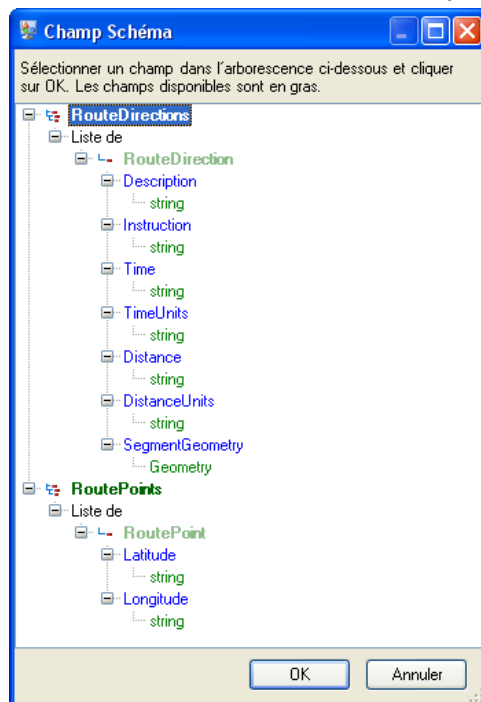 Champ Schéma
Sélectionner un champ dans l'arborescence ci-dessous et cliquer
sur OK. Les champs disponibles sont en gras.
RouteDirections
Liste de
RouteDirection
Description
string
Instruction
string
Time
string
TimeUnits
string
Distance
string
DistanceUnits
string
SegmentGeometry
Geometry
RoutePoints
Liste de
RoutePoint
Latitude
string
Longitude
string
OK Annuler